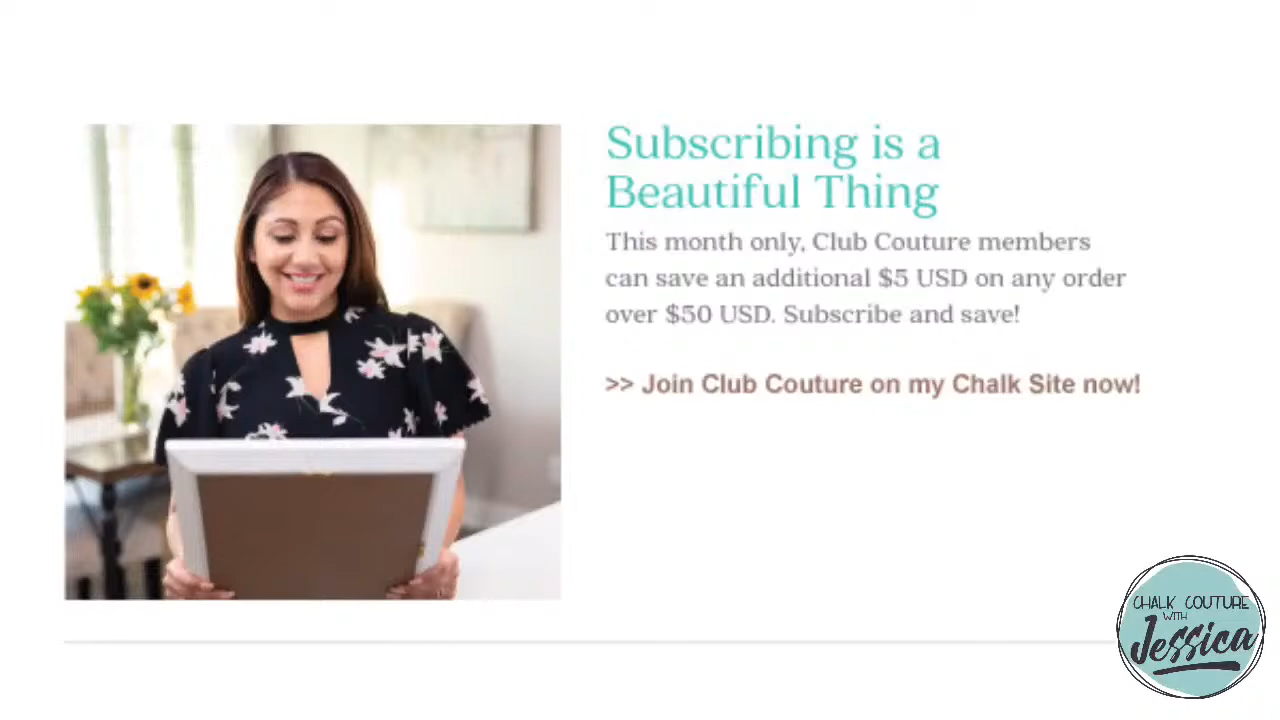 Subscribing is a
Beautiful Thing
This month only, Club Couture members
can save an additional $5 USD on any order
over $50 USD. Subscribe and save!
>> Join Club Couture on my Chalk Site now!
CHALK COUTURE
WITH
Jessica